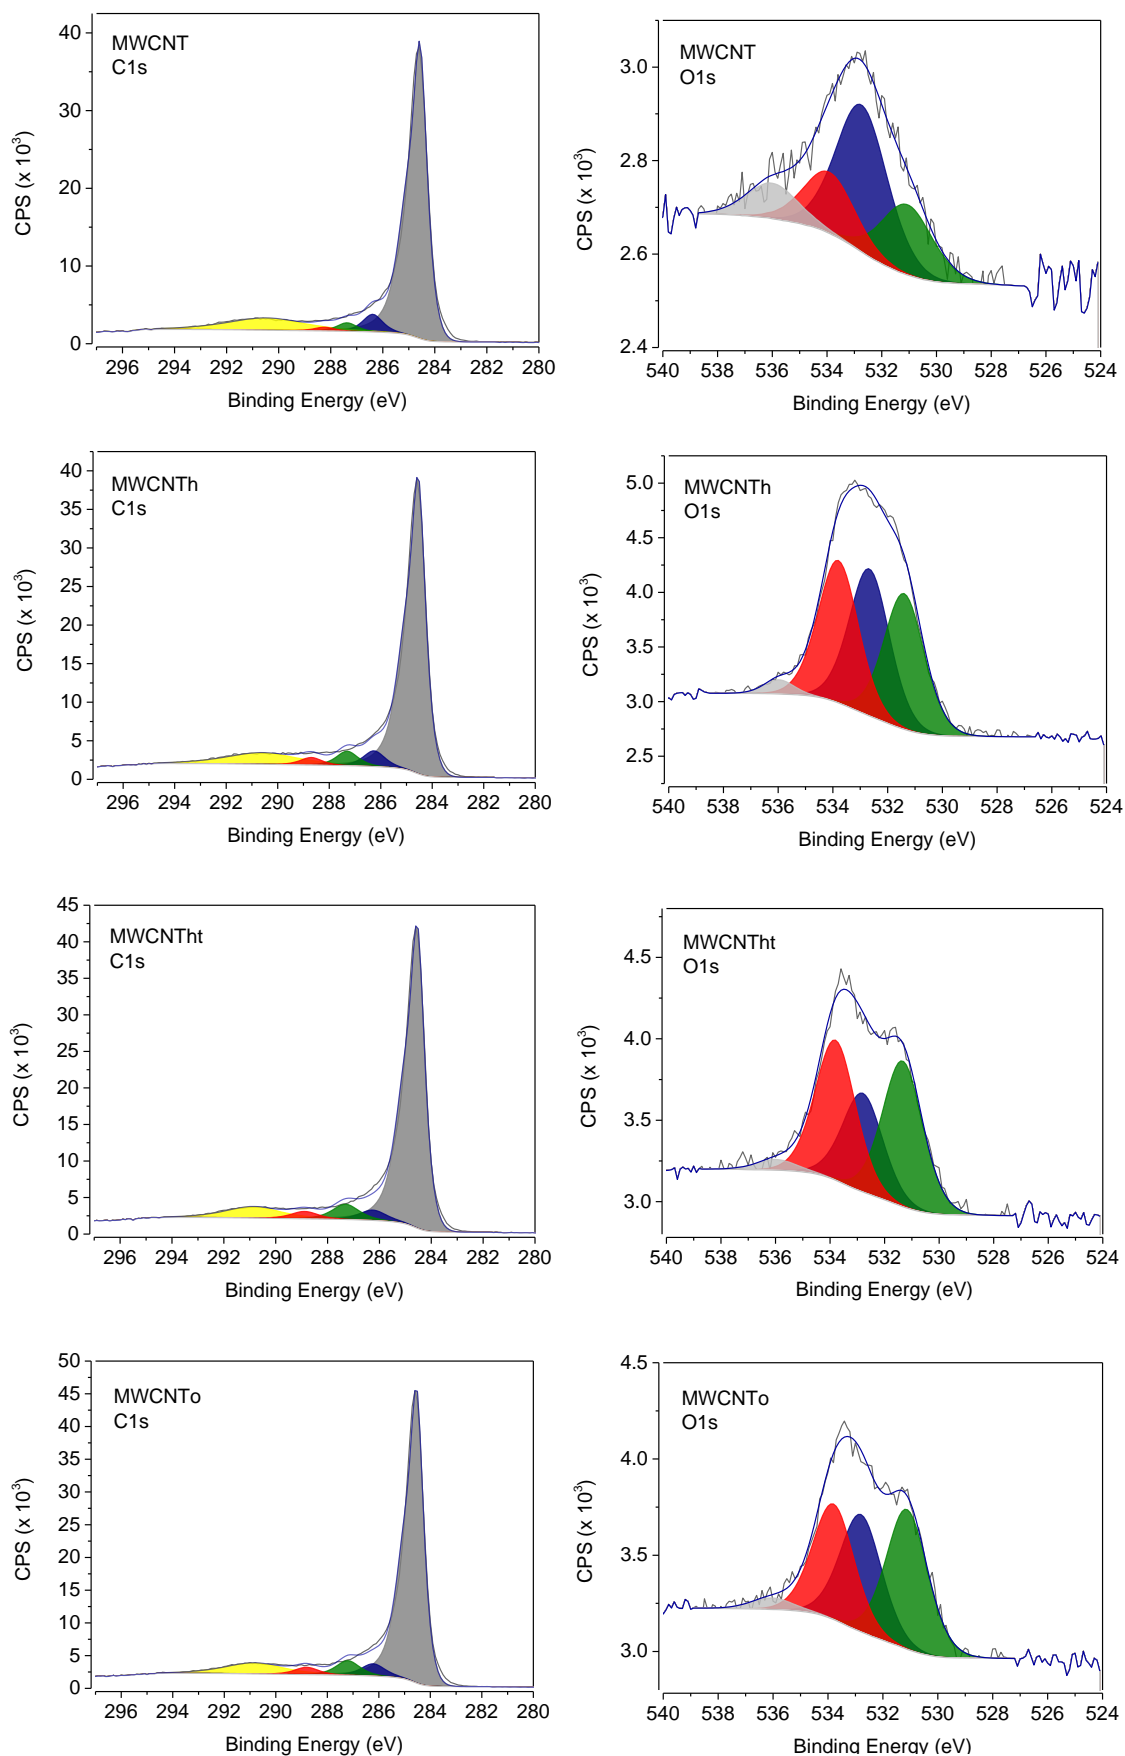 MWCNT
C1s
CPS (x 10³)
40
30
20
10
0
296 294 292 290 288 286 284 282 280
Binding Energy (eV)
MWCNT
O1s
CPS (x 10³)
3.0
2.8
2.6
2.4
540 538 536 534 532 530 528 526 524
Binding Energy (eV)
MWCNTh
C1s
CPS (x 10³)
40
35
30
25
20
15
10
5
0
296 294 292 290 288 286 284 282 280
Binding Energy (eV)
MWCNTh
O1s
CPS (x 10³)
5.0
4.5
4.0
3.5
3.0
2.5
540 538 536 534 532 530 528 526 524
Binding Energy (eV)
MWCNTht
C1s
CPS (x 10³)
45
40
35
30
25
20
15
10
5
0
296 294 292 290 288 286 284 282 280
Binding Energy (eV)
MWCNTht
O1s
CPS (x 10³)
4.5
4.0
3.5
3.0
540 538 536 534 532 530 528 526 524
Binding Energy (eV)
MWCNTo
C1s
CPS (x 10³)
50
45
40
35
30
25
20
15
10
5
0
296 294 292 290 288 286 284 282 280
Binding Energy (eV)
MWCNTo
O1s
CPS (x 10³)
4.5
4.0
3.5
3.0
540 538 536 534 532 530 528 526 524
Binding Energy (eV)